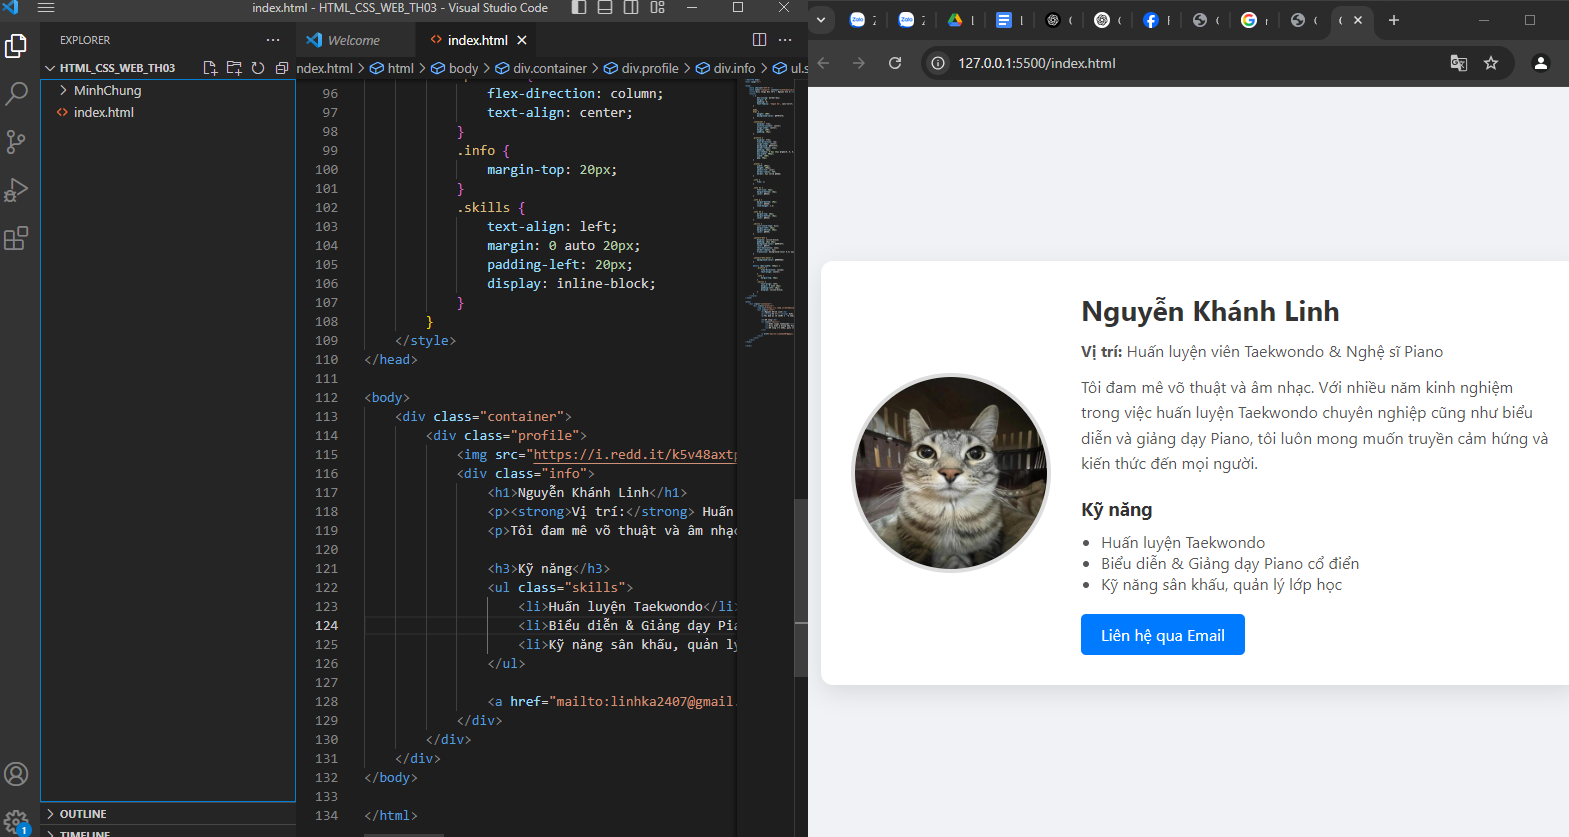 index.html - HTML_CSS_WEB_TH03 - Visual Studio Code
EXPLORER
Welcome
index.html
HTML_CSS_WEB_TH03
ndex.html > html > body > div.container > div.profile > div.info > ul.s
MinhChung
index.html
96 flex-direction: column;
97 text-align: center;
98 }
99 .info {
100 margin-top: 20px;
101 }
102 .skills {
103 text-align: left;
104 margin: 0 auto 20px;
105 padding-left: 20px;
106 display: inline-block;
107 }
108 }
109 </style>
110 </head>
111
112 <body>
113 <div class="container">
114 <div class="profile">
115 <img src="https://i.redd.it/k5v48axtp
116 <div class="info">
117 <h1>Nguyễn Khánh Linh</h1>
118 <p><strong>Vị trí:</strong> Huấn
119 <p>Tôi đam mê võ thuật và âm nhạc
120
121 <h3>Kỹ năng</h3>
122 <ul class="skills">
123 <li>Huấn luyện Taekwondo</li>
124 <li>Biểu diễn & Giảng dạy Pia
125 <li>Kỹ năng sân khấu, quản lý
126 </ul>
127
128 <a href="mailto:linhka2407@gmail.
129 </div>
130 </div>
131 </div>
132 </body>
133
134 </html>
OUTLINE
TIMELINE
1
Zalo
Zalo
127.0.0.1:5500/index.html
Nguyễn Khánh Linh
Vị trí: Huấn luyện viên Taekwondo & Nghệ sĩ Piano
Tôi đam mê võ thuật và âm nhạc. Với nhiều năm kinh nghiệm
trong việc huấn luyện Taekwondo chuyên nghiệp cũng như biểu
diễn và giảng dạy Piano, tôi luôn mong muốn truyền cảm hứng và
kiến thức đến mọi người.
Kỹ năng
• Huấn luyện Taekwondo
• Biểu diễn & Giảng dạy Piano cổ điển
• Kỹ năng sân khấu, quản lý lớp học
Liên hệ qua Email